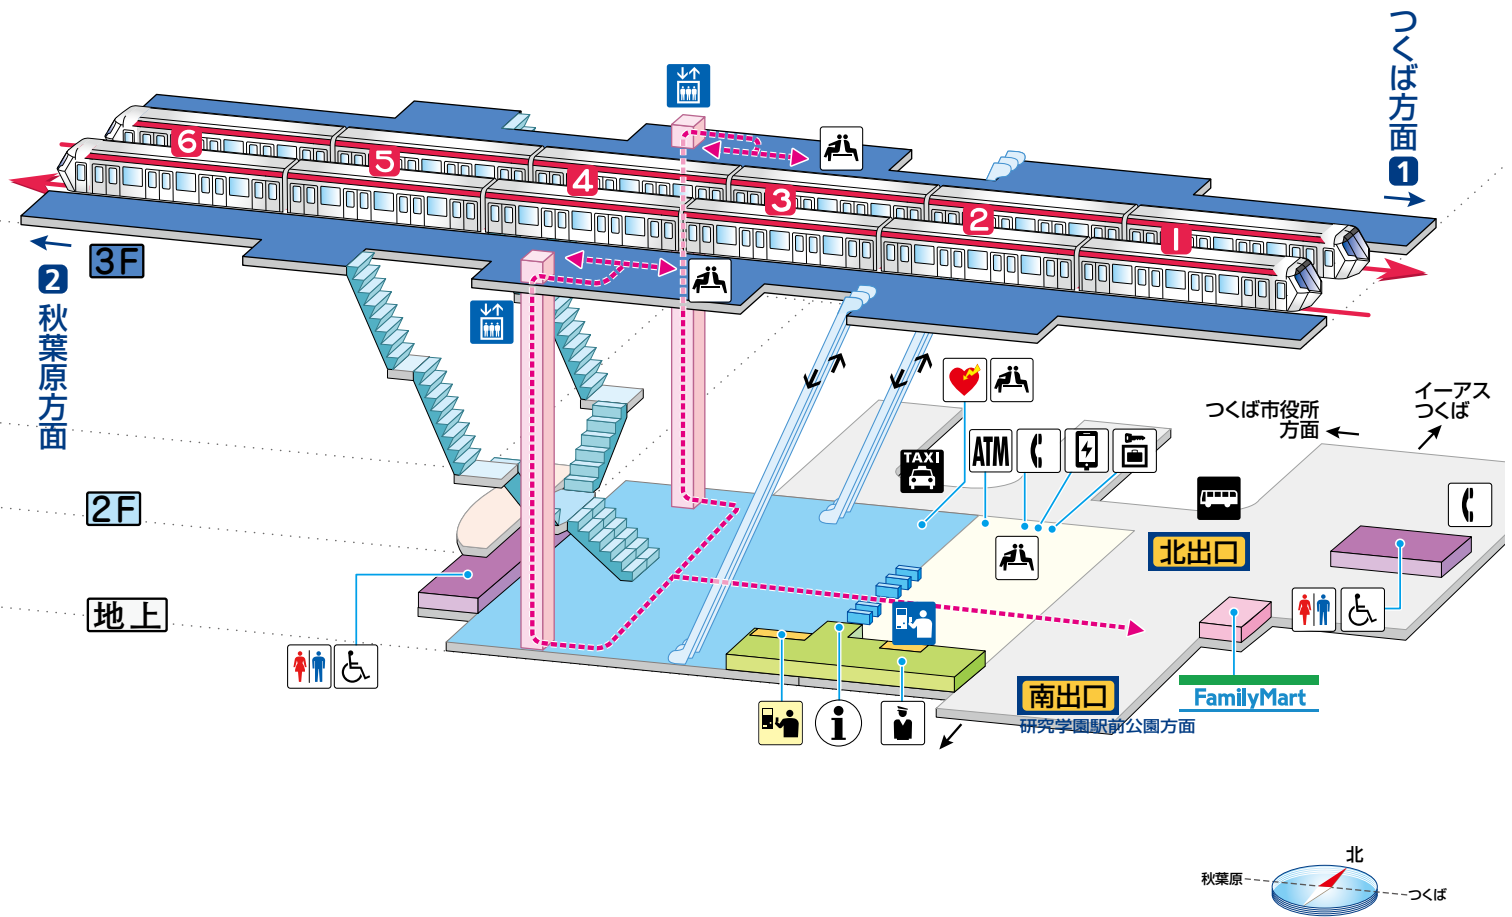 つくば方面
1
6
5
4
3
2
1
3F
2
秋葉原方面
つくば市役所
方面
イーアス
つくば
TAXI
ATM
2F
北出口
地上
FamilyMart
南出口
研究学園駅前公園方面
i
北
秋葉原
つくば